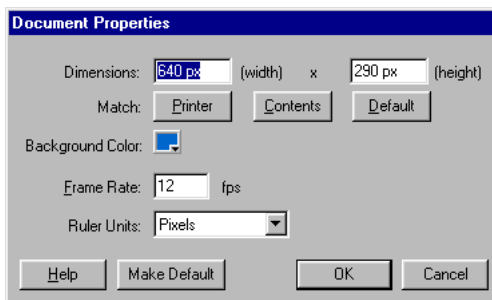 Document Properties
Dimensions: 640 px (width) x 290 px (height)
Match: Printer Contents Default
Background Color:
Frame Rate: 12 fps
Ruler Units: Pixels
Help Make Default OK Cancel